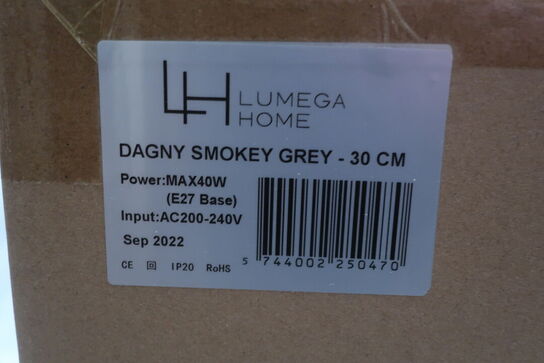 LH LUMEGA
HOME
DAGNY SMOKEY GREY - 30 CM
Power:MAX40W
(E27 Base)
Input:AC200-240V
Sep 2022
CE IP20 RoHS
5 744002 250470